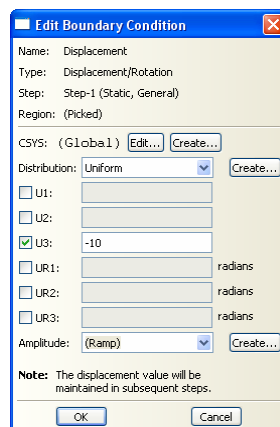 Edit Boundary Condition
Name: Displacement
Type: Displacement/Rotation
Step: Step-1 (Static, General)
Region: (Picked)
CSYS: (Global) Edit... Create...
Distribution: Uniform Create...
U1:
U2:
U3: -10
UR1: radians
UR2: radians
UR3: radians
Amplitude: (Ramp) Create...
Note: The displacement value will be
maintained in subsequent steps.
OK Cancel